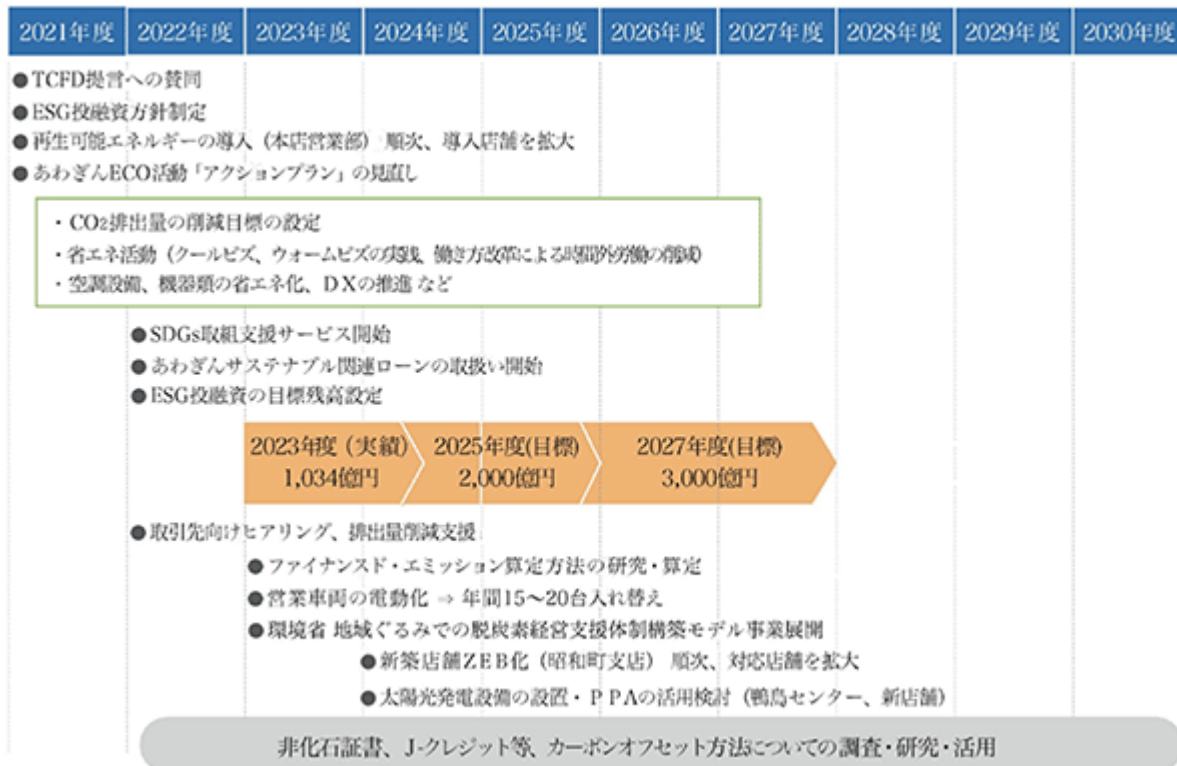 2021年度 2022年度 2023年度 2024年度 2025年度 2026年度 2027年度 2028年度 2029年度 2030年度
●TCFD提言への賛同
●ESG投融資方針制定
●再生可能エネルギーの導入（本店営業部） 順次、導入店舗を拡大
●あわぎんECO活動「アクションプラン」の見直し
・CO2排出量の削減目標の設定
・省エネ活動（クールビズ、ウォームビズの実践、働き方改革による時間外労働の削減）
・空調設備、機器類の省エネ化、DXの推進 など
●SDGs取組支援サービス開始
●あわぎんサステナブル関連ローンの取扱い開始
●ESG投融資の目標残高設定
2023年度（実績） 2025年度(目標) 2027年度(目標)
1,034億円 2,000億円 3,000億円
●取引先向けヒアリング、排出量削減支援
●ファイナンスド・エミッション算定方法の研究・算定
●営業車両の電動化 ⇒ 年間15～20台入れ替え
●環境省 地域ぐるみでの脱炭素経営支援体制構築モデル事業展開
●新築店舗ZEB化（昭和町支店） 順次、対応店舗を拡大
●太陽光発電設備の設置・PPAの活用検討（鴨島センター、新店舗）
非化石証書、J-クレジット等、カーボンオフセット方法についての調査・研究・活用